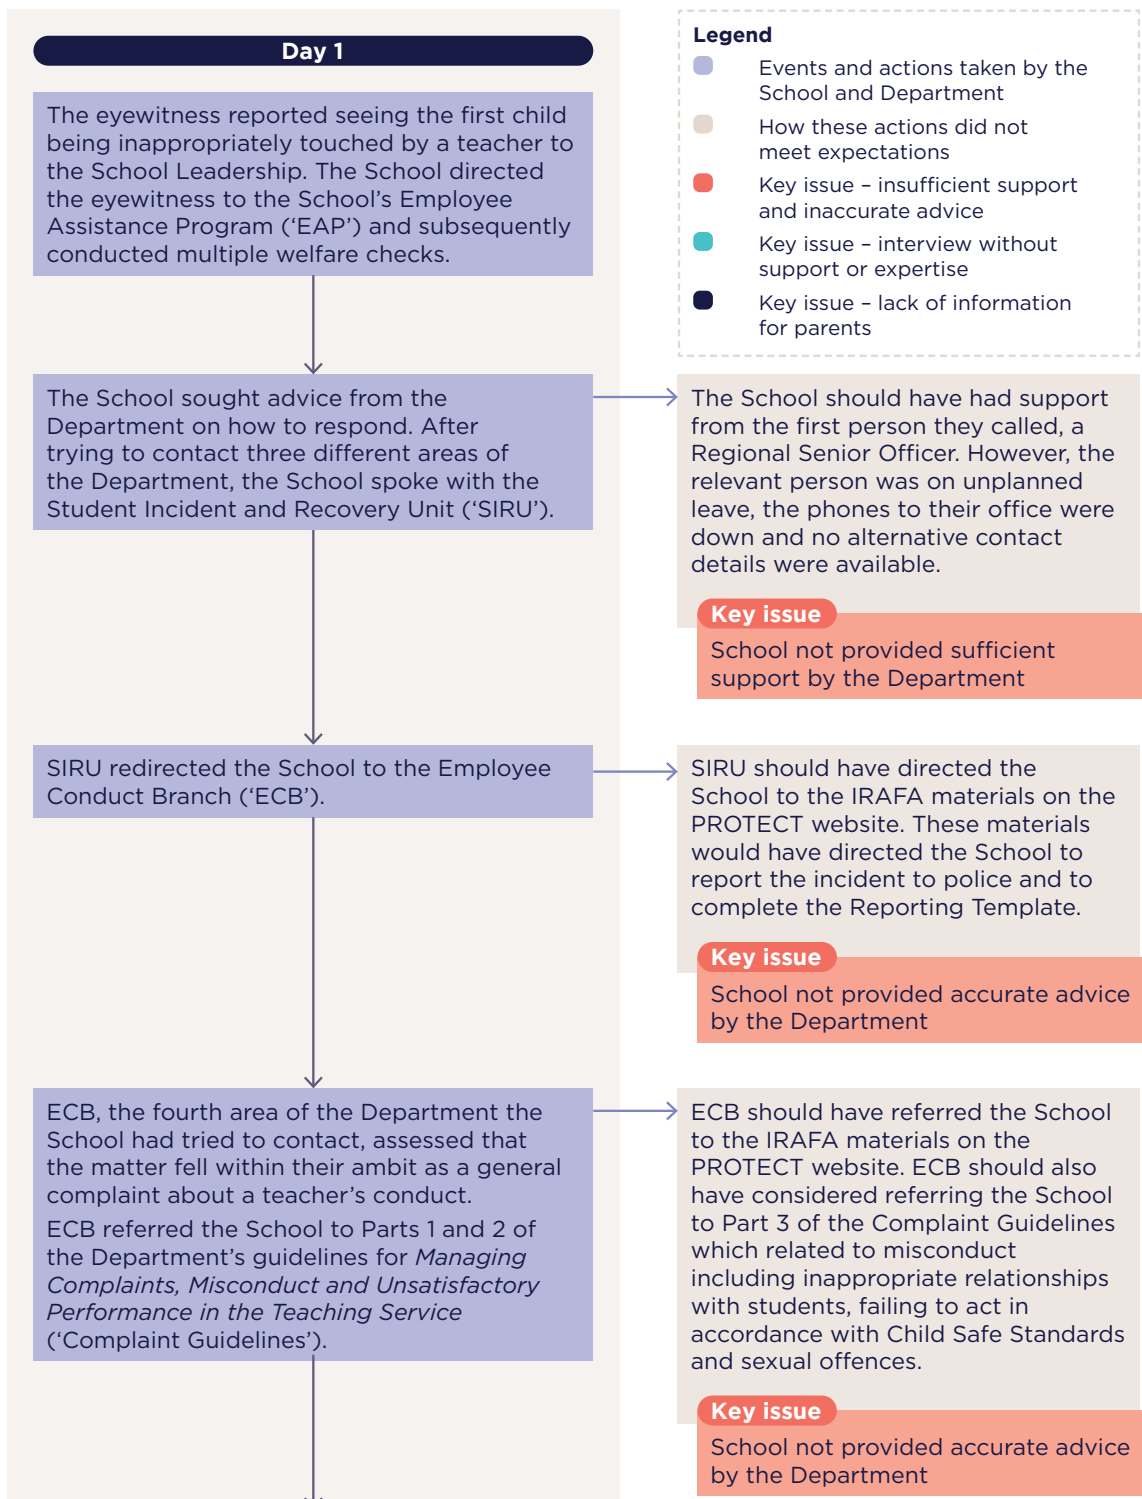 Day 1
The eyewitness reported seeing the first child
being inappropriately touched by a teacher to
the School Leadership. The School directed
the eyewitness to the School’s Employee
Assistance Program (‘EAP’) and subsequently
conducted multiple welfare checks.
Legend
Events and actions taken by the
School and Department
How these actions did not
meet expectations
Key issue – insufficient support
and inaccurate advice
Key issue – interview without
support or expertise
Key issue – lack of information
for parents
The School sought advice from the
Department on how to respond. After
trying to contact three different areas of
the Department, the School spoke with the
Student Incident and Recovery Unit (‘SIRU’).
The School should have had support
from the first person they called, a
Regional Senior Officer. However, the
relevant person was on unplanned
leave, the phones to their office were
down and no alternative contact
details were available.
Key issue
School not provided sufficient
support by the Department
SIRU redirected the School to the Employee
Conduct Branch (‘ECB’).
SIRU should have directed the
School to the IRAFA materials on the
PROTECT website. These materials
would have directed the School to
report the incident to police and to
complete the Reporting Template.
Key issue
School not provided accurate advice
by the Department
ECB, the fourth area of the Department the
School had tried to contact, assessed that
the matter fell within their ambit as a general
complaint about a teacher’s conduct.
ECB referred the School to Parts 1 and 2 of
the Department’s guidelines for Managing
Complaints, Misconduct and Unsatisfactory
Performance in the Teaching Service
(‘Complaint Guidelines’).
ECB should have referred the School
to the IRAFA materials on the
PROTECT website. ECB should also
have considered referring the School
to Part 3 of the Complaint Guidelines
which related to misconduct
including inappropriate relationships
with students, failing to act in
accordance with Child Safe Standards
and sexual offences.
Key issue
School not provided accurate advice
by the Department